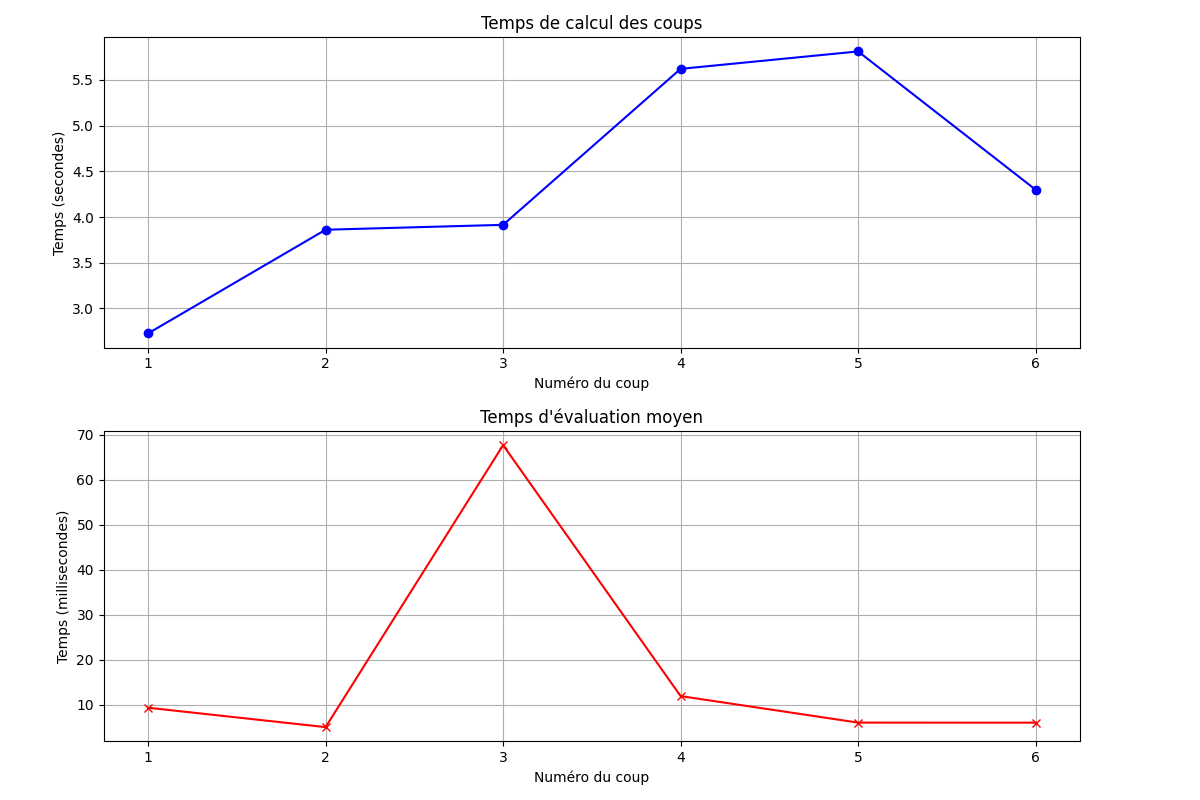 Temps de calcul des coups
Temps (secondes)
5.5
5.0
4.5
4.0
3.5
3.0
1 2 3 4 5 6
Numéro du coup
Temps d'évaluation moyen
Temps (millisecondes)
70
60
50
40
30
20
10
1 2 3 4 5 6
Numéro du coup